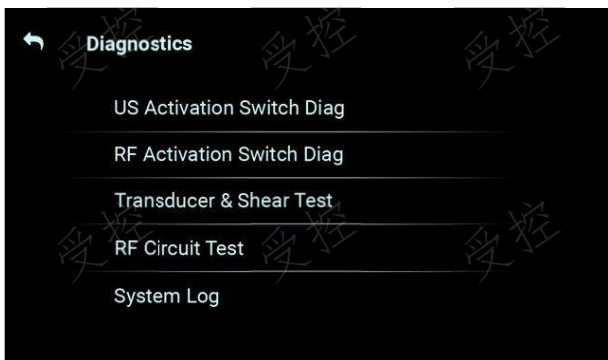 受控 受控 受控
Diagnostics
US Activation Switch Diag
RF Activation Switch Diag
Transducer & Shear Test
受控 受控 受控
RF Circuit Test
System Log